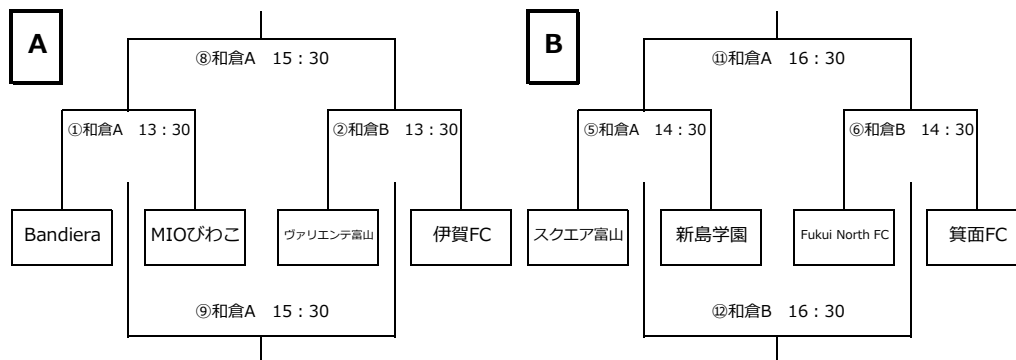 A
⑧和倉A 15：30
①和倉A 13：30
②和倉B 13：30
Bandiera
MIOびわこ
ヴァリエンテ富山
伊賀FC
⑨和倉A 15：30
B
⑪和倉A 16：30
⑤和倉A 14：30
⑥和倉B 14：30
スクエア富山
新島学園
Fukui North FC
箕面FC
⑫和倉B 16：30